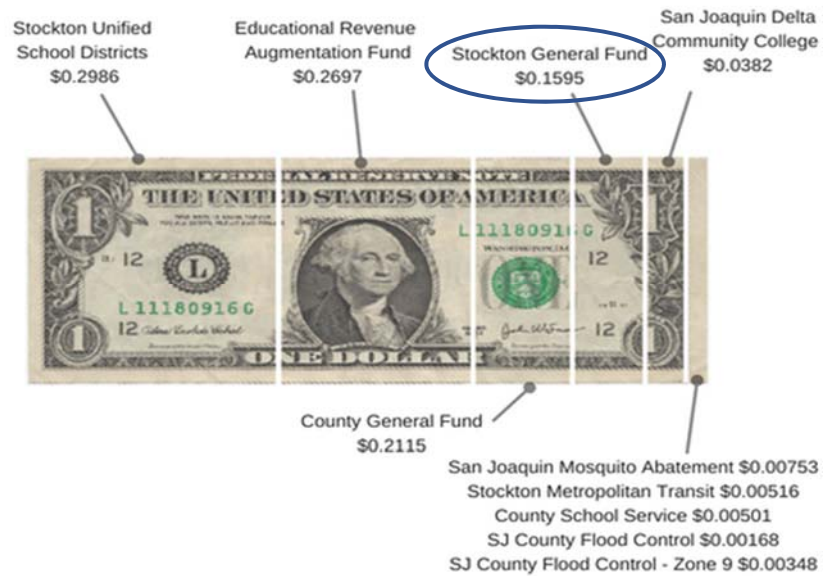 Stockton Unified
School Districts
$0.2986
Educational Revenue
Augmentation Fund
$0.2697
Stockton General Fund
$0.1595
San Joaquin Delta
Community College
$0.0382
FEDERAL RESERVE NOTE
THE UNITED STATES OF AMERICA
L 11180916 G
WASHINGTON, D.C.
1
1
12
12
L
L 11180916 G
12
12
1
1
ONE DOLLAR
County General Fund
$0.2115
San Joaquin Mosquito Abatement $0.00753
Stockton Metropolitan Transit $0.00516
County School Service $0.00501
SJ County Flood Control $0.00168
SJ County Flood Control - Zone 9 $0.00348